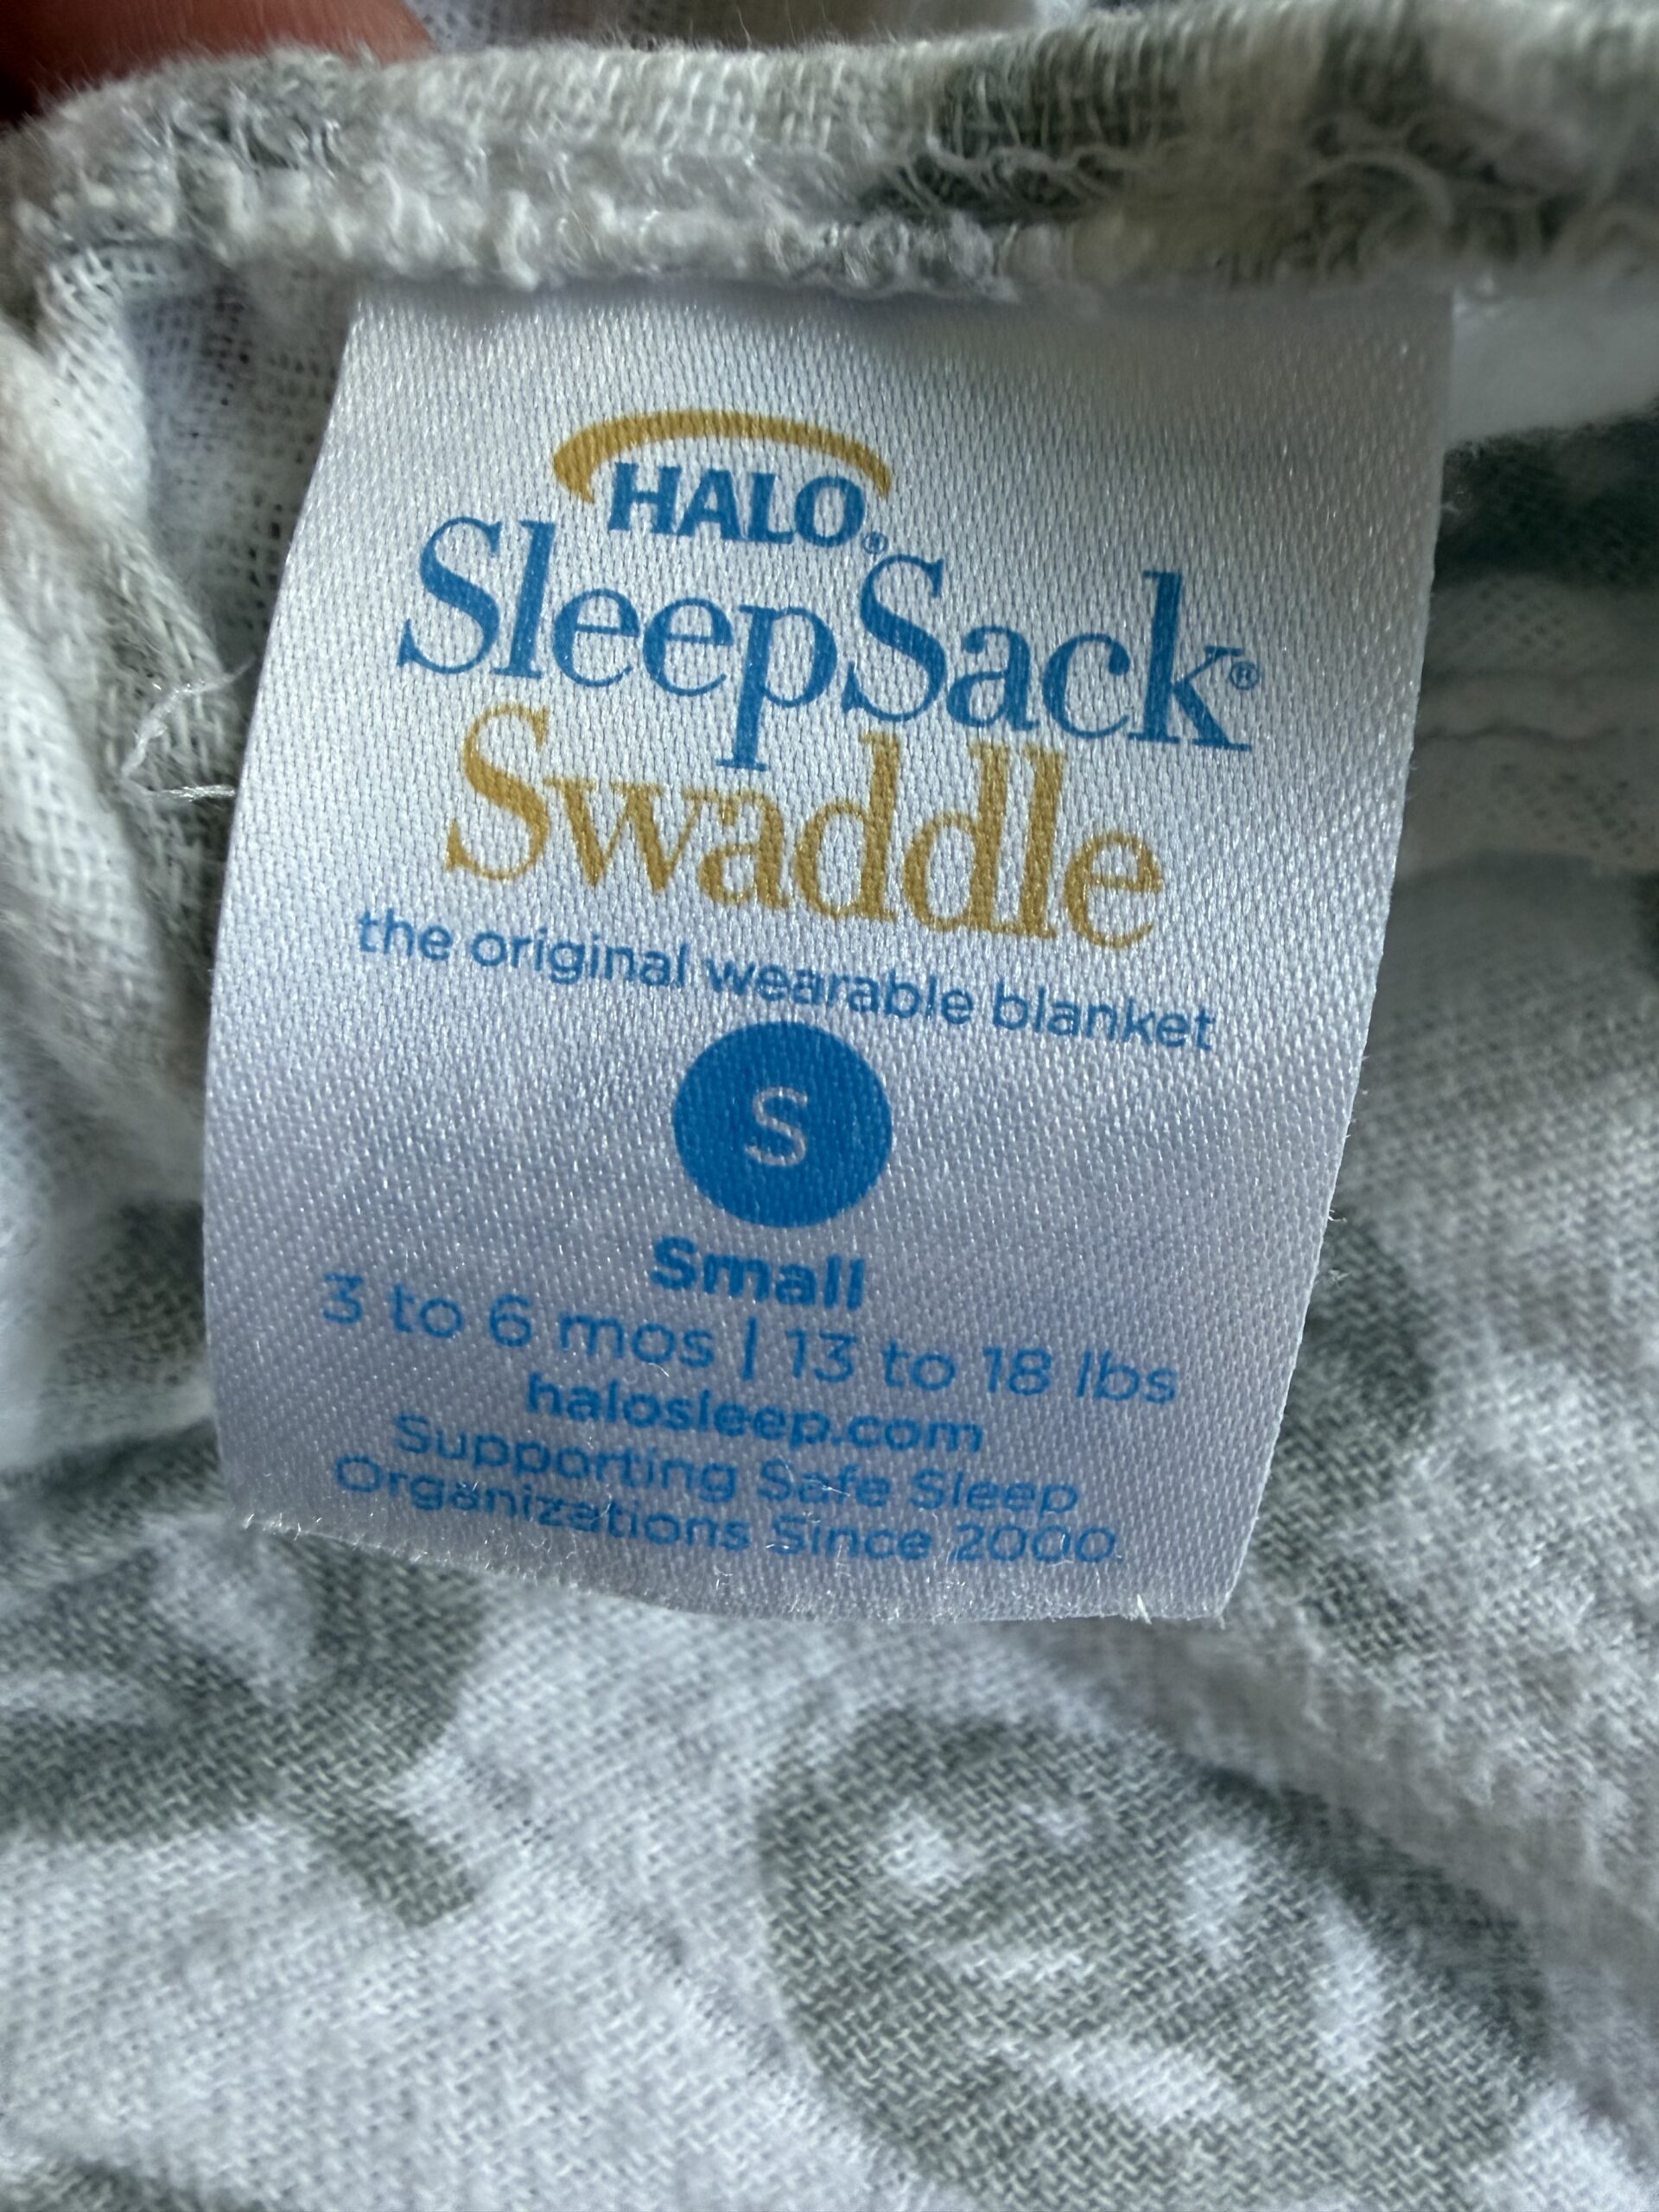 HALO®
SleepSack®
Swaddle
the original wearable blanket
S
Small
3 to 6 mos | 13 to 18 lbs
halosleep.com
Supporting Safe Sleep
Organizations Since 2000.